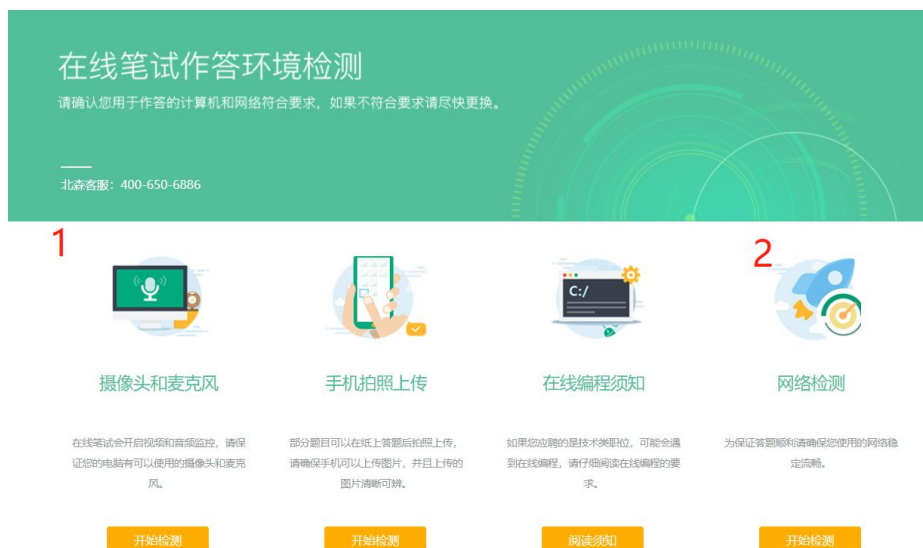 在线笔试作答环境检测
请确认您用于作答的计算机和网络符合要求，如果不符合要求请尽快更换。
北森客服：400-650-6886
1
2
C:/
摄像头和麦克风
手机拍照上传
在线编程须知
网络检测
在线笔试会开启视频和音频监控，请保
证您的电脑有可以使用的摄像头和麦克
风。
部分题目可以在纸上答题后拍照上传，
请确保手机可以上传图片，并且上传的
图片清晰可辨。
如果您应聘的是技术类职位，可能会遇
到在线编程，请仔细阅读在线编程的要
求。
为保证答题顺利请确保您使用的网络稳
定流畅。
开始检测
开始检测
阅读须知
开始检测